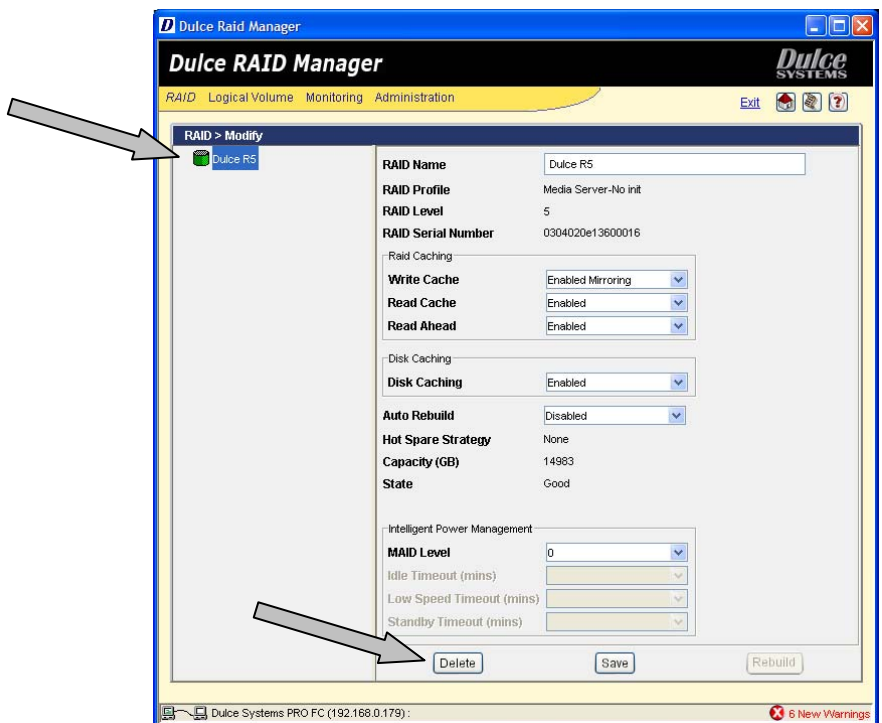 Dulce Raid Manager
Dulce RAID Manager
Dulce
SYSTEMS
RAID Logical Volume Monitoring Administration
Exit
RAID > Modify
Dulce R5
RAID Name Dulce R5
RAID Profile Media Server-No init
RAID Level 5
RAID Serial Number 0304020e13600016
Raid Caching
Write Cache Enabled Mirroring
Read Cache Enabled
Read Ahead Enabled
Disk Caching
Disk Caching Enabled
Auto Rebuild Disabled
Hot Spare Strategy None
Capacity (GB) 14983
State Good
Intelligent Power Management
MAID Level 0
Idle Timeout (mins)
Low Speed Timeout (mins)
Standby Timeout (mins)
Delete Save Rebuild
Dulce Systems PRO FC (192.168.0.179) : 6 New Warnings